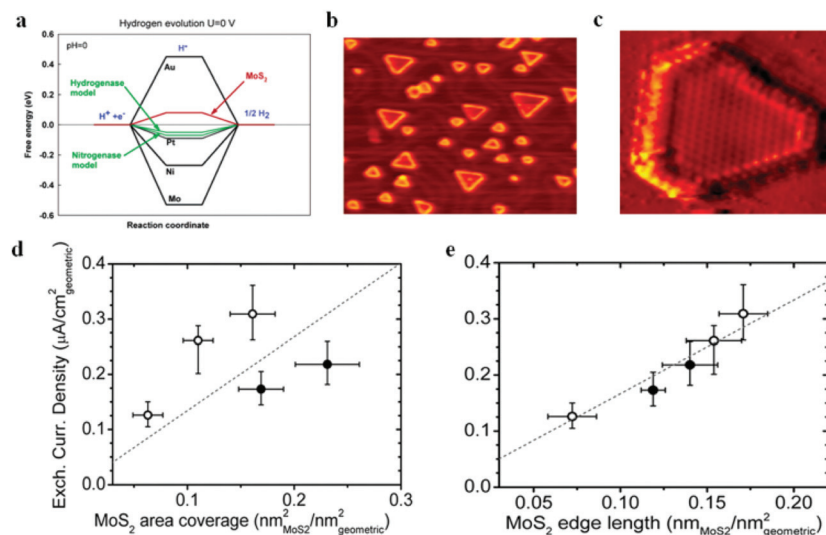 a
Hydrogen evolution U=0 V
pH=0
H*
Au
Hydrogenase model
MoS₂
H⁺ +e⁻
1/2 H₂
Pt
Nitrogenase model
Ni
Mo
Free energy (eV)
0.6
0.4
0.2
0.0
-0.2
-0.4
-0.6
Reaction coordinate
b
c
d
Exch. Curr. Density (µA/cm²geometric)
0.4
0.3
0.2
0.1
0.0
0.1
0.2
0.3
MoS₂ area coverage (nm²MoS2/nm²geometric)
e
0.4
0.3
0.2
0.1
0.0
0.05
0.10
0.15
0.20
MoS₂ edge length (nmMoS2/nm²geometric)